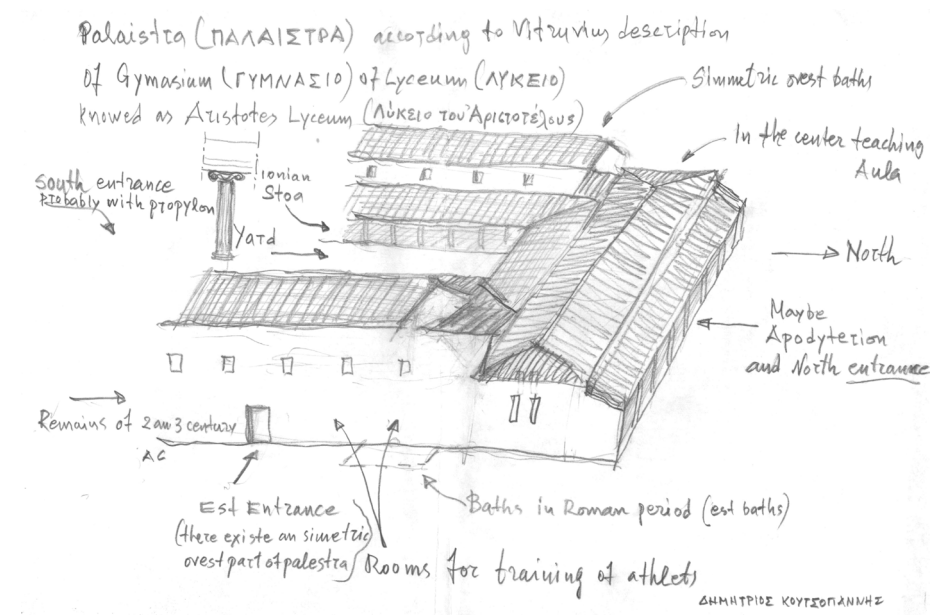 Palaistra (ΠΑΛΑΙΣΤΡΑ) according to Vitruvius description
of Gymasium (ΓΥΜΝΑΣΙΟ) of Lyceum (ΛΥΚΕΙΟ)
knowed as Aristotes Lyceum (Λύκειο του Ἀριστοτέλους)
Simmetric ovest baths
In the center teaching
Aula
South entrance
probably with propylon
Ionian
Stoa
Yard
North
Maybe
Apodyterion
and North entrance
Remains of 2 an 3 century
AC
Est Entrance
(there existe an simetric
ovest part of palestra)
Baths in Roman period (est baths)
Rooms for training of athlets
ΔΗΜΗΤΡΙΟΣ ΚΟΥΤΣΟΓΙΑΝΝΗΣ